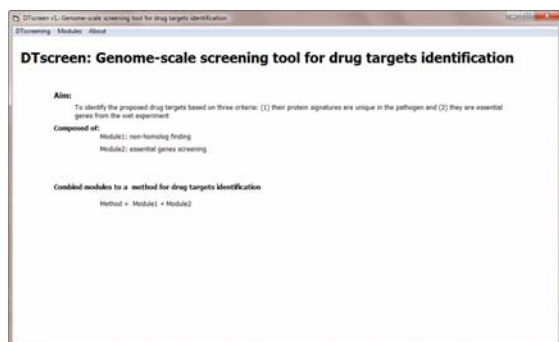 DTscreen v1: Genome-scale screening tool for drug targets identification
DTscreening Modules About
DTscreen: Genome-scale screening tool for drug targets identification
Aim:
To identify the proposed drug targets based on three criteria: (1) their protein signatures are unique in the pathogen and (2) they are essential
genes from the wet experiment
Composed of:
Module1: non-homolog finding
Module2: essential genes screening
Combind modules to a method for drug targets identification
Method = Module1 + Module2